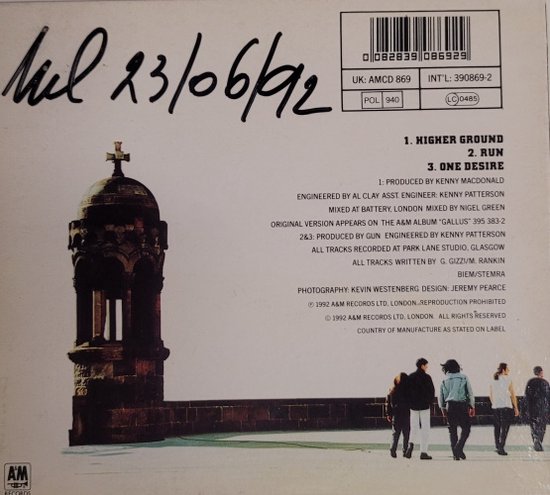 23/06/92
0 082839 086929
UK: AMCD 869 INT'L: 390869-2
POL 940 LC 0485
1. HIGHER GROUND
2. RUN
3. ONE DESIRE
1: PRODUCED BY KENNY MACDONALD
ENGINEERED BY AL CLAY ASST. ENGINEER: KENNY PATTERSON
MIXED AT BATTERY, LONDON MIXED BY NIGEL GREEN
ORIGINAL VERSION APPEARS ON THE A&M ALBUM "GALLUS" 395 383-2
2&3: PRODUCED BY GUN ENGINEERED BY KENNY PATTERSON
ALL TRACKS RECORDED AT PARK LANE STUDIO, GLASGOW
ALL TRACKS WRITTEN BY G. GIZZI/M. RANKIN
BIEM/STEMRA
PHOTOGRAPHY: KEVIN WESTENBERG DESIGN: JEREMY PEARCE
℗ 1992 A&M RECORDS LTD, LONDON. REPRODUCTION PROHIBITED
© 1992 A&M RECORDS LTD, LONDON. ALL RIGHTS RESERVED
COUNTRY OF MANUFACTURE AS STATED ON LABEL
A&M
RECORDS